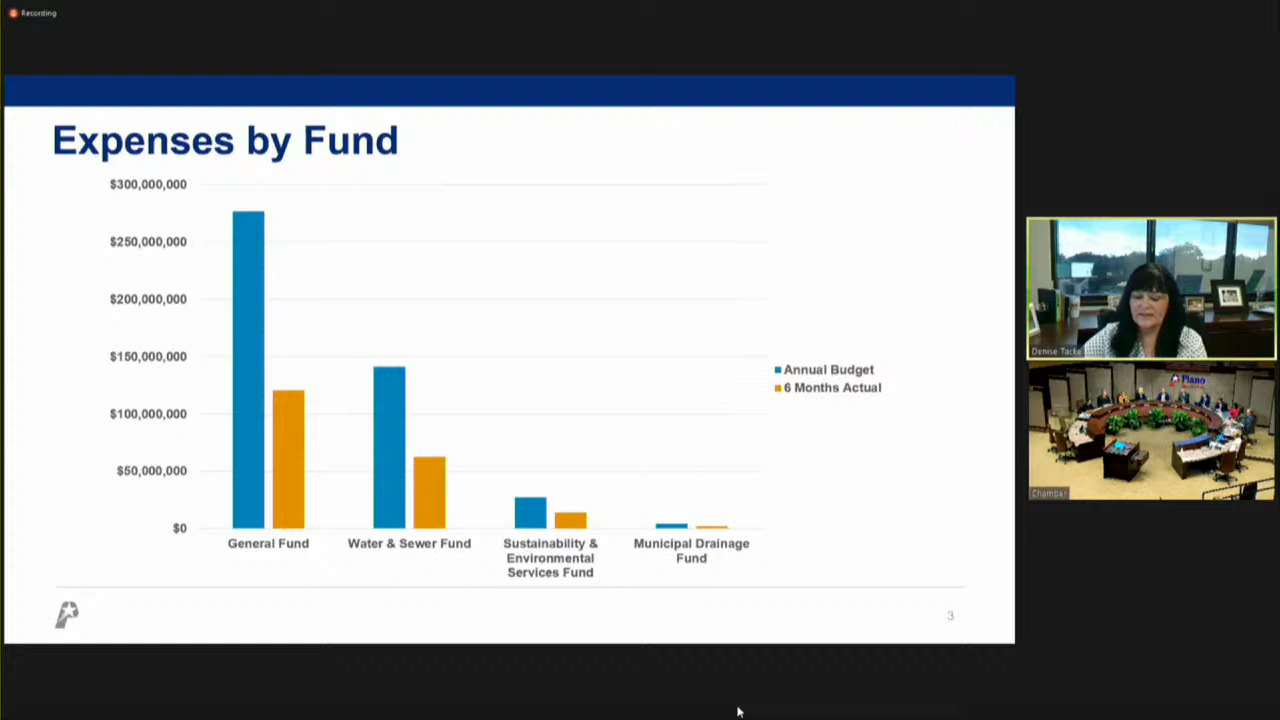 Recording
Expenses by Fund
$300,000,000
$250,000,000
$200,000,000
$150,000,000
$100,000,000
$50,000,000
$0
General Fund
Water & Sewer Fund
Sustainability &
Environmental
Services Fund
Municipal Drainage
Fund
Annual Budget
6 Months Actual
3
Denise Tacke
Plano
Chamber